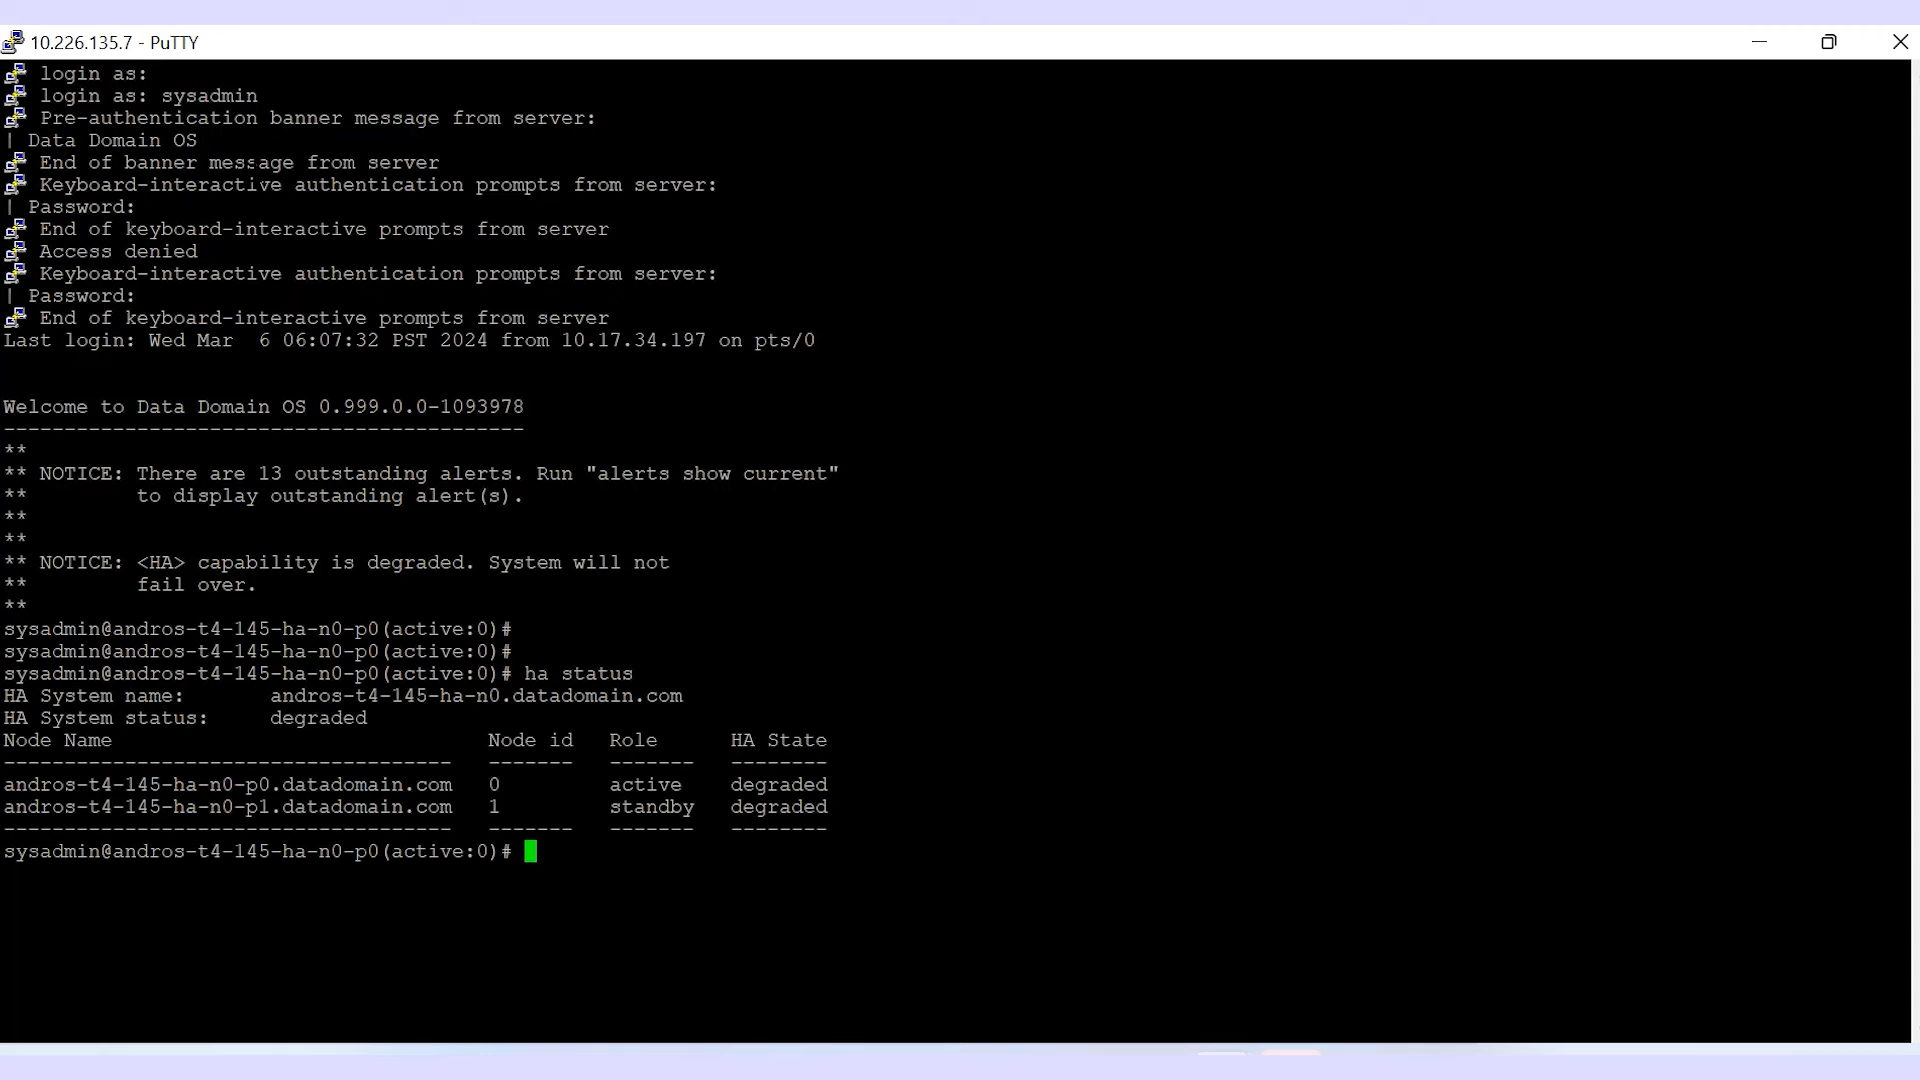 10.226.135.7 - PuTTY
login as:
login as: sysadmin
Pre-authentication banner message from server:
| Data Domain OS
End of banner message from server
Keyboard-interactive authentication prompts from server:
| Password:
End of keyboard-interactive prompts from server
Access denied
Keyboard-interactive authentication prompts from server:
| Password:
End of keyboard-interactive prompts from server
Last login: Wed Mar  6 06:07:32 PST 2024 from 10.17.34.197 on pts/0
Welcome to Data Domain OS 0.999.0.0-1093978
-------------------------------------------
**
** NOTICE: There are 13 outstanding alerts. Run "alerts show current"
**         to display outstanding alert(s).
**
**
** NOTICE: <HA> capability is degraded. System will not
**         fail over.
**
sysadmin@andros-t4-145-ha-n0-p0(active:0)#
sysadmin@andros-t4-145-ha-n0-p0(active:0)#
sysadmin@andros-t4-145-ha-n0-p0(active:0)# ha status
HA System name:       andros-t4-145-ha-n0.datadomain.com
HA System status:     degraded
Node Name                               Node id   Role      HA State
-------------------------------------   -------   -------   --------
andros-t4-145-ha-n0-p0.datadomain.com   0         active    degraded
andros-t4-145-ha-n0-p1.datadomain.com   1         standby   degraded
-------------------------------------   -------   -------   --------
sysadmin@andros-t4-145-ha-n0-p0(active:0)#